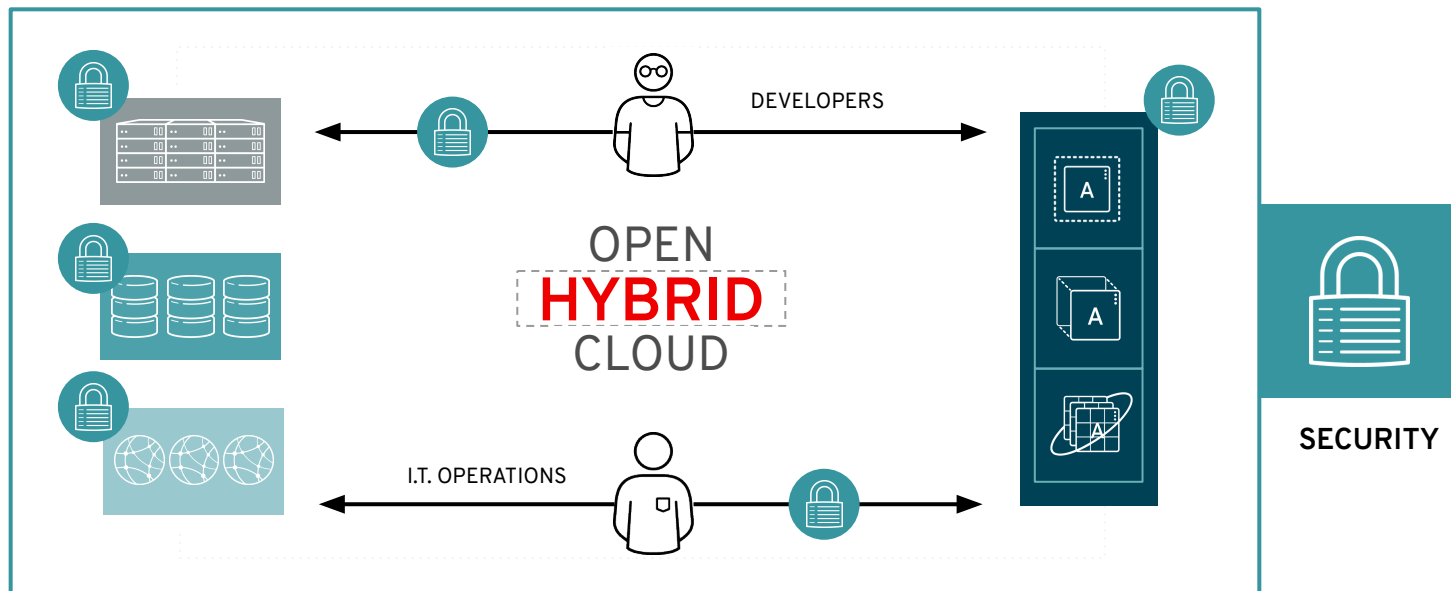 DEVELOPERS
A
OPEN
HYBRID
CLOUD
A
A
SECURITY
I.T. OPERATIONS